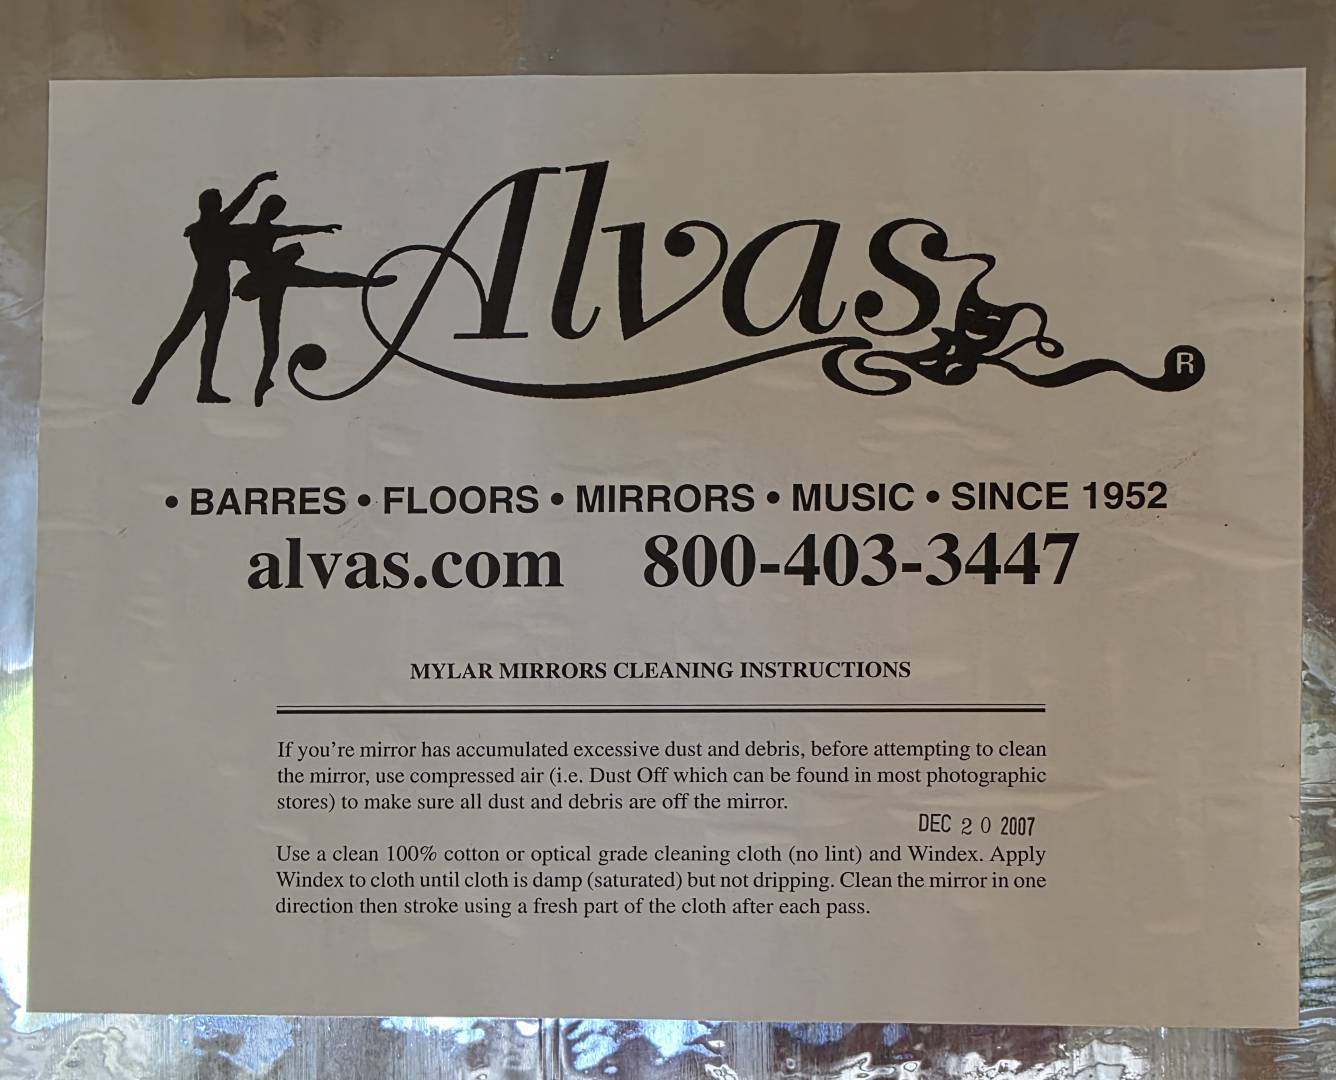 Alvas
R
• BARRES • FLOORS • MIRRORS • MUSIC • SINCE 1952
alvas.com 800-403-3447
MYLAR MIRRORS CLEANING INSTRUCTIONS
If you're mirror has accumulated excessive dust and debris, before attempting to clean
the mirror, use compressed air (i.e. Dust Off which can be found in most photographic
stores) to make sure all dust and debris are off the mirror.
DEC 20 2007
Use a clean 100% cotton or optical grade cleaning cloth (no lint) and Windex. Apply
Windex to cloth until cloth is damp (saturated) but not dripping. Clean the mirror in one
direction then stroke using a fresh part of the cloth after each pass.